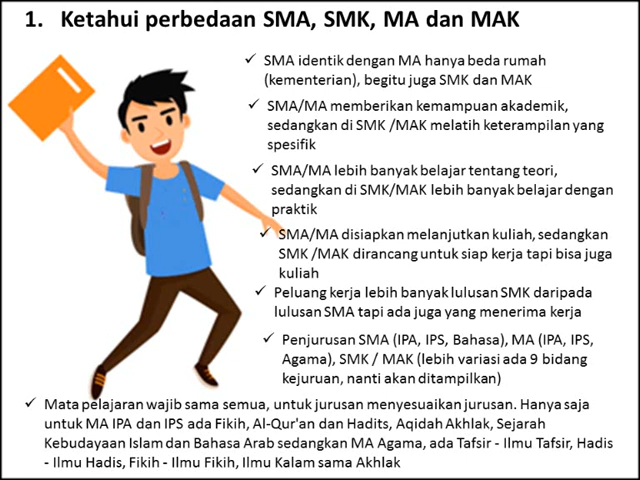 1. Ketahui perbedaan SMA, SMK, MA dan MAK
✓ SMA identik dengan MA hanya beda rumah
(kementerian), begitu juga SMK dan MAK
✓ SMA/MA memberikan kemampuan akademik,
sedangkan di SMK /MAK melatih keterampilan yang
spesifik
✓ SMA/MA lebih banyak belajar tentang teori,
sedangkan di SMK/MAK lebih banyak belajar dengan
praktik
✓ SMA/MA disiapkan melanjutkan kuliah, sedangkan
SMK /MAK dirancang untuk siap kerja tapi bisa juga
kuliah
✓ Peluang kerja lebih banyak lulusan SMK daripada
lulusan SMA tapi ada juga yang menerima kerja
✓ Penjurusan SMA (IPA, IPS, Bahasa), MA (IPA, IPS,
Agama), SMK / MAK (lebih variasi ada 9 bidang
kejuruan, nanti akan ditampilkan)
✓ Mata pelajaran wajib sama semua, untuk jurusan menyesuaikan jurusan. Hanya saja
untuk MA IPA dan IPS ada Fikih, Al-Qur'an dan Hadits, Aqidah Akhlak, Sejarah
Kebudayaan Islam dan Bahasa Arab sedangkan MA Agama, ada Tafsir - Ilmu Tafsir, Hadis
- Ilmu Hadis, Fikih - Ilmu Fikih, Ilmu Kalam sama Akhlak